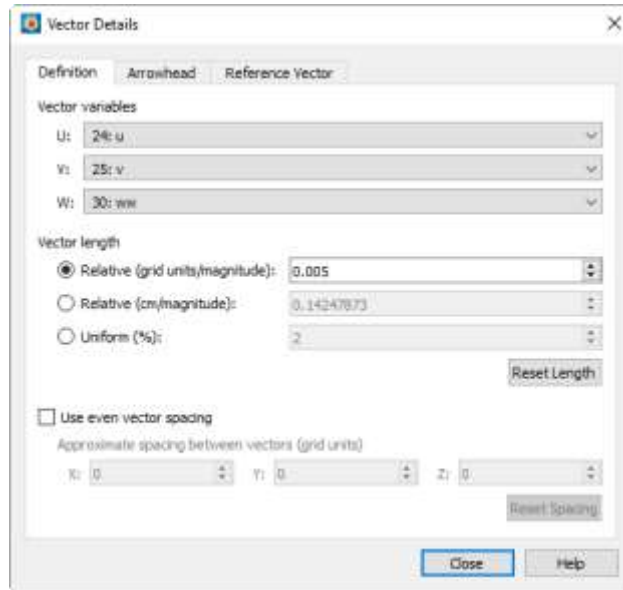 Vector Details
Definition Arrowhead Reference Vector
Vector variables
U: 24: u
V: 25: v
W: 30: ww
Vector length
Relative (grid units/magnitude): 0.005
Relative (cm/magnitude): 0.14247873
Uniform (%): 2
Reset Length
Use even vector spacing
Approximate spacing between vectors (grid units)
X: 0 Y: 0 Z: 0
Reset Spacing
Close Help